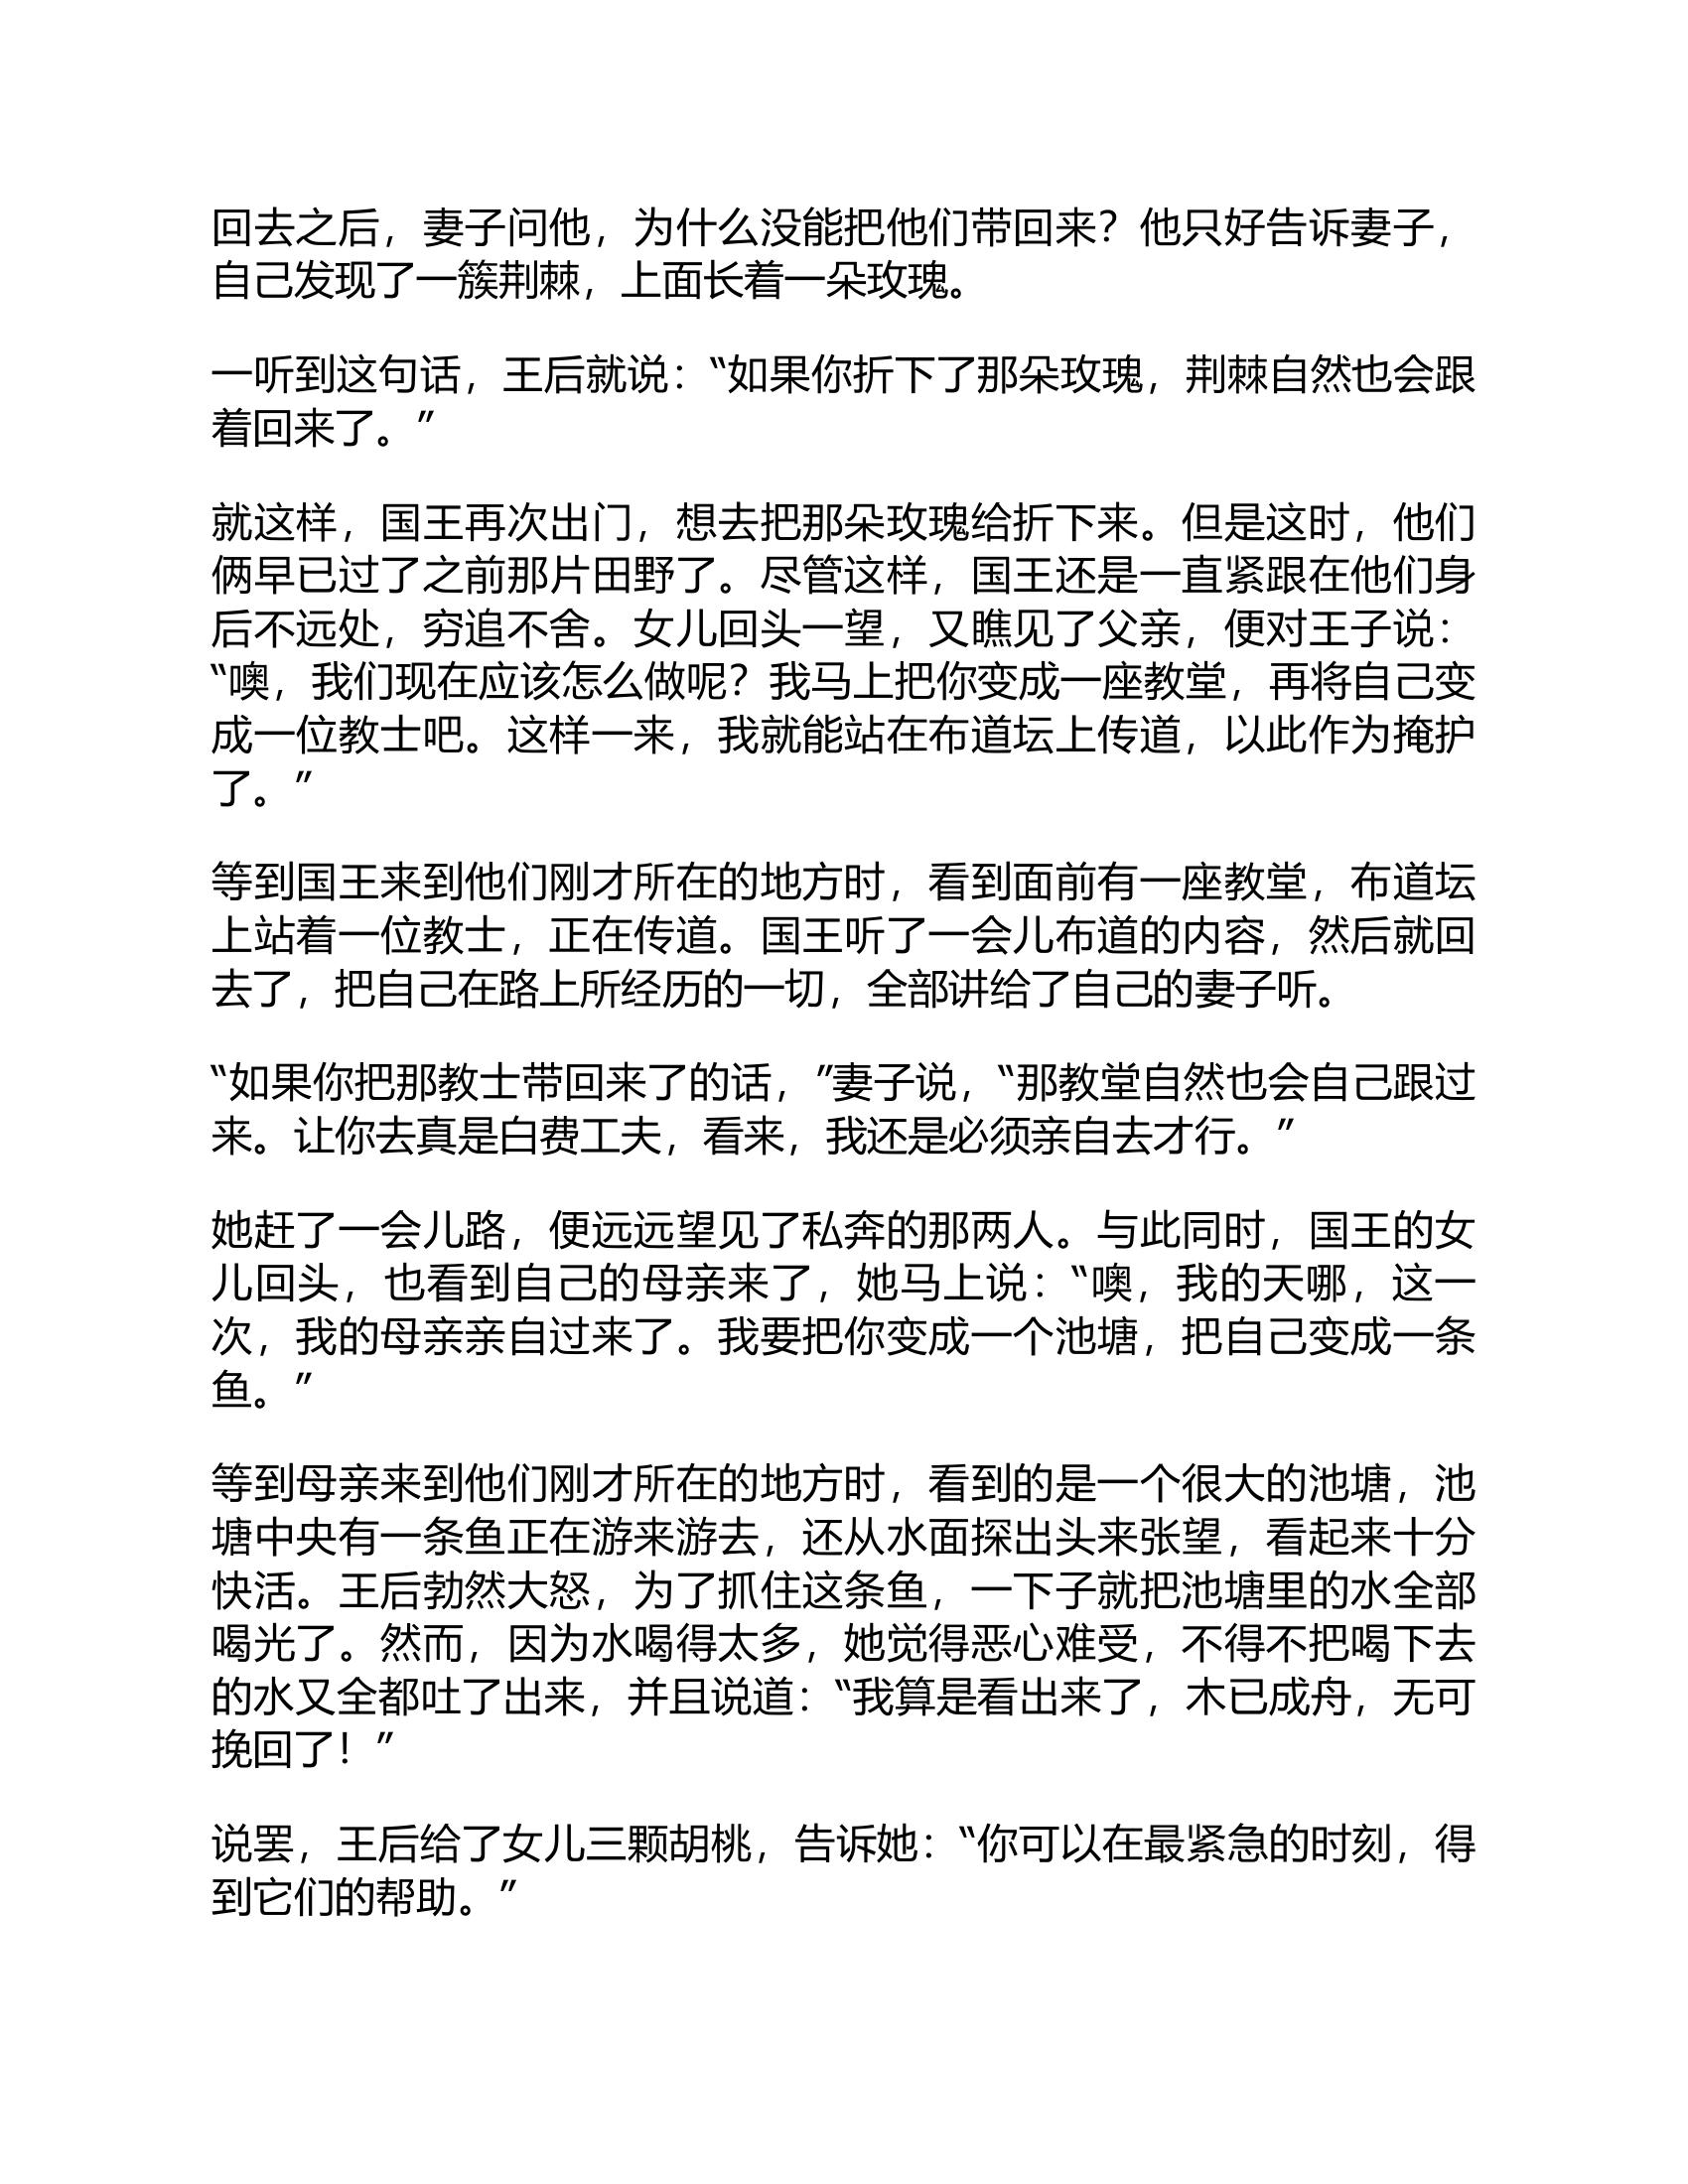 回去之后，妻子问他，为什么没能把他们带回来？他只好告诉妻子，
自己发现了一簇荆棘，上面长着一朵玫瑰。
一听到这句话，王后就说：“如果你折下了那朵玫瑰，荆棘自然也会跟
着回来了。”
就这样，国王再次出门，想去把那朵玫瑰给折下来。但是这时，他们
俩早已过了之前那片田野了。尽管这样，国王还是一直紧跟在他们身
后不远处，穷追不舍。女儿回头一望，又瞧见了父亲，便对王子说：
“噢，我们现在应该怎么做呢？我马上把你变成一座教堂，再将自己变
成一位教士吧。这样一来，我就能站在布道坛上传道，以此作为掩护
了。”
等到国王来到他们刚才所在的地方时，看到面前有一座教堂，布道坛
上站着一位教士，正在传道。国王听了一会儿布道的内容，然后就回
去了，把自己在路上所经历的一切，全部讲给了自己的妻子听。
“如果你把那教士带回来了的话，”妻子说，“那教堂自然也会自己跟过
来。让你去真是白费工夫，看来，我还是必须亲自去才行。”
她赶了一会儿路，便远远望见了私奔的那两人。与此同时，国王的女
儿回头，也看到自己的母亲来了，她马上说：“噢，我的天哪，这一
次，我的母亲亲自过来了。我要把你变成一个池塘，把自己变成一条
鱼。”
等到母亲来到他们刚才所在的地方时，看到的是一个很大的池塘，池
塘中央有一条鱼正在游来游去，还从水面探出头来张望，看起来十分
快活。王后勃然大怒，为了抓住这条鱼，一下子就把池塘里的水全部
喝光了。然而，因为水喝得太多，她觉得恶心难受，不得不把喝下去
的水又全都吐了出来，并且说道：“我算是看出来了，木已成舟，无可
挽回了！”
说罢，王后给了女儿三颗胡桃，告诉她：“你可以在最紧急的时刻，得
到它们的帮助。”